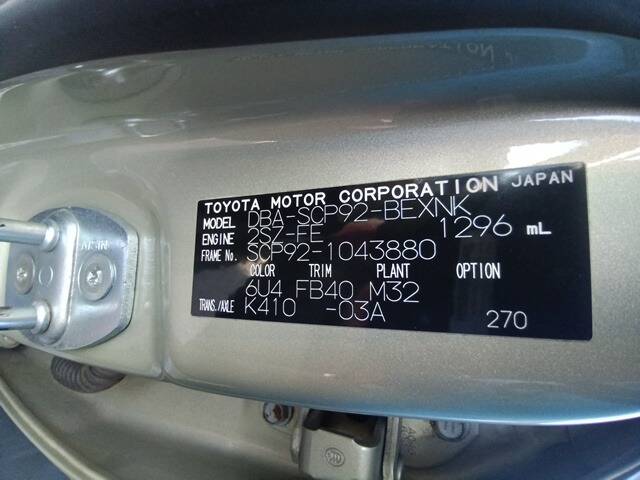 TOYOTA MOTOR CORPORATION JAPAN
MODEL DBA-SCP92-BEXNK
ENGINE 2SZ-FE 1296 mL
FRAME No. SCP92-1043880
COLOR TRIM PLANT OPTION
6U4 FB40 M32
TRANS./AXLE K410 -03A 270
AISIN